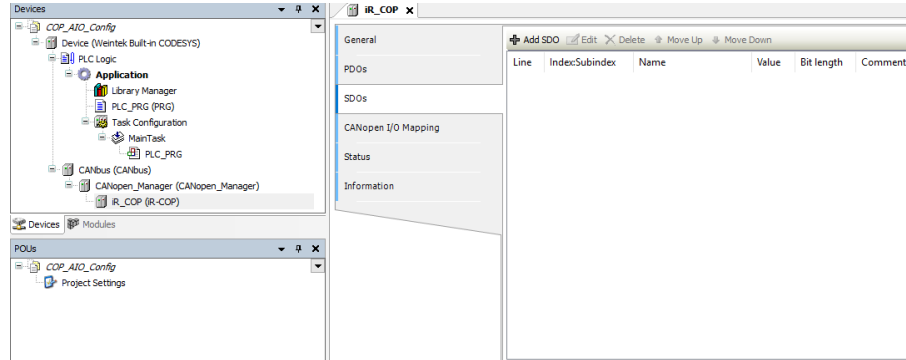 Devices
COP_AIO_Config
Device (Weintek Built-in CODESYS)
PLC Logic
Application
Library Manager
PLC_PRG (PRG)
Task Configuration
MainTask
PLC_PRG
CANbus (CANbus)
CANopen_Manager (CANopen_Manager)
iR_COP (iR-COP)
Devices Modules
POUs
COP_AIO_Config
Project Settings
iR_COP X
General
PDOs
SDOs
CANopen I/O Mapping
Status
Information
Add SDO Edit Delete Move Up Move Down
Line Index:Subindex Name Value Bit length Comment